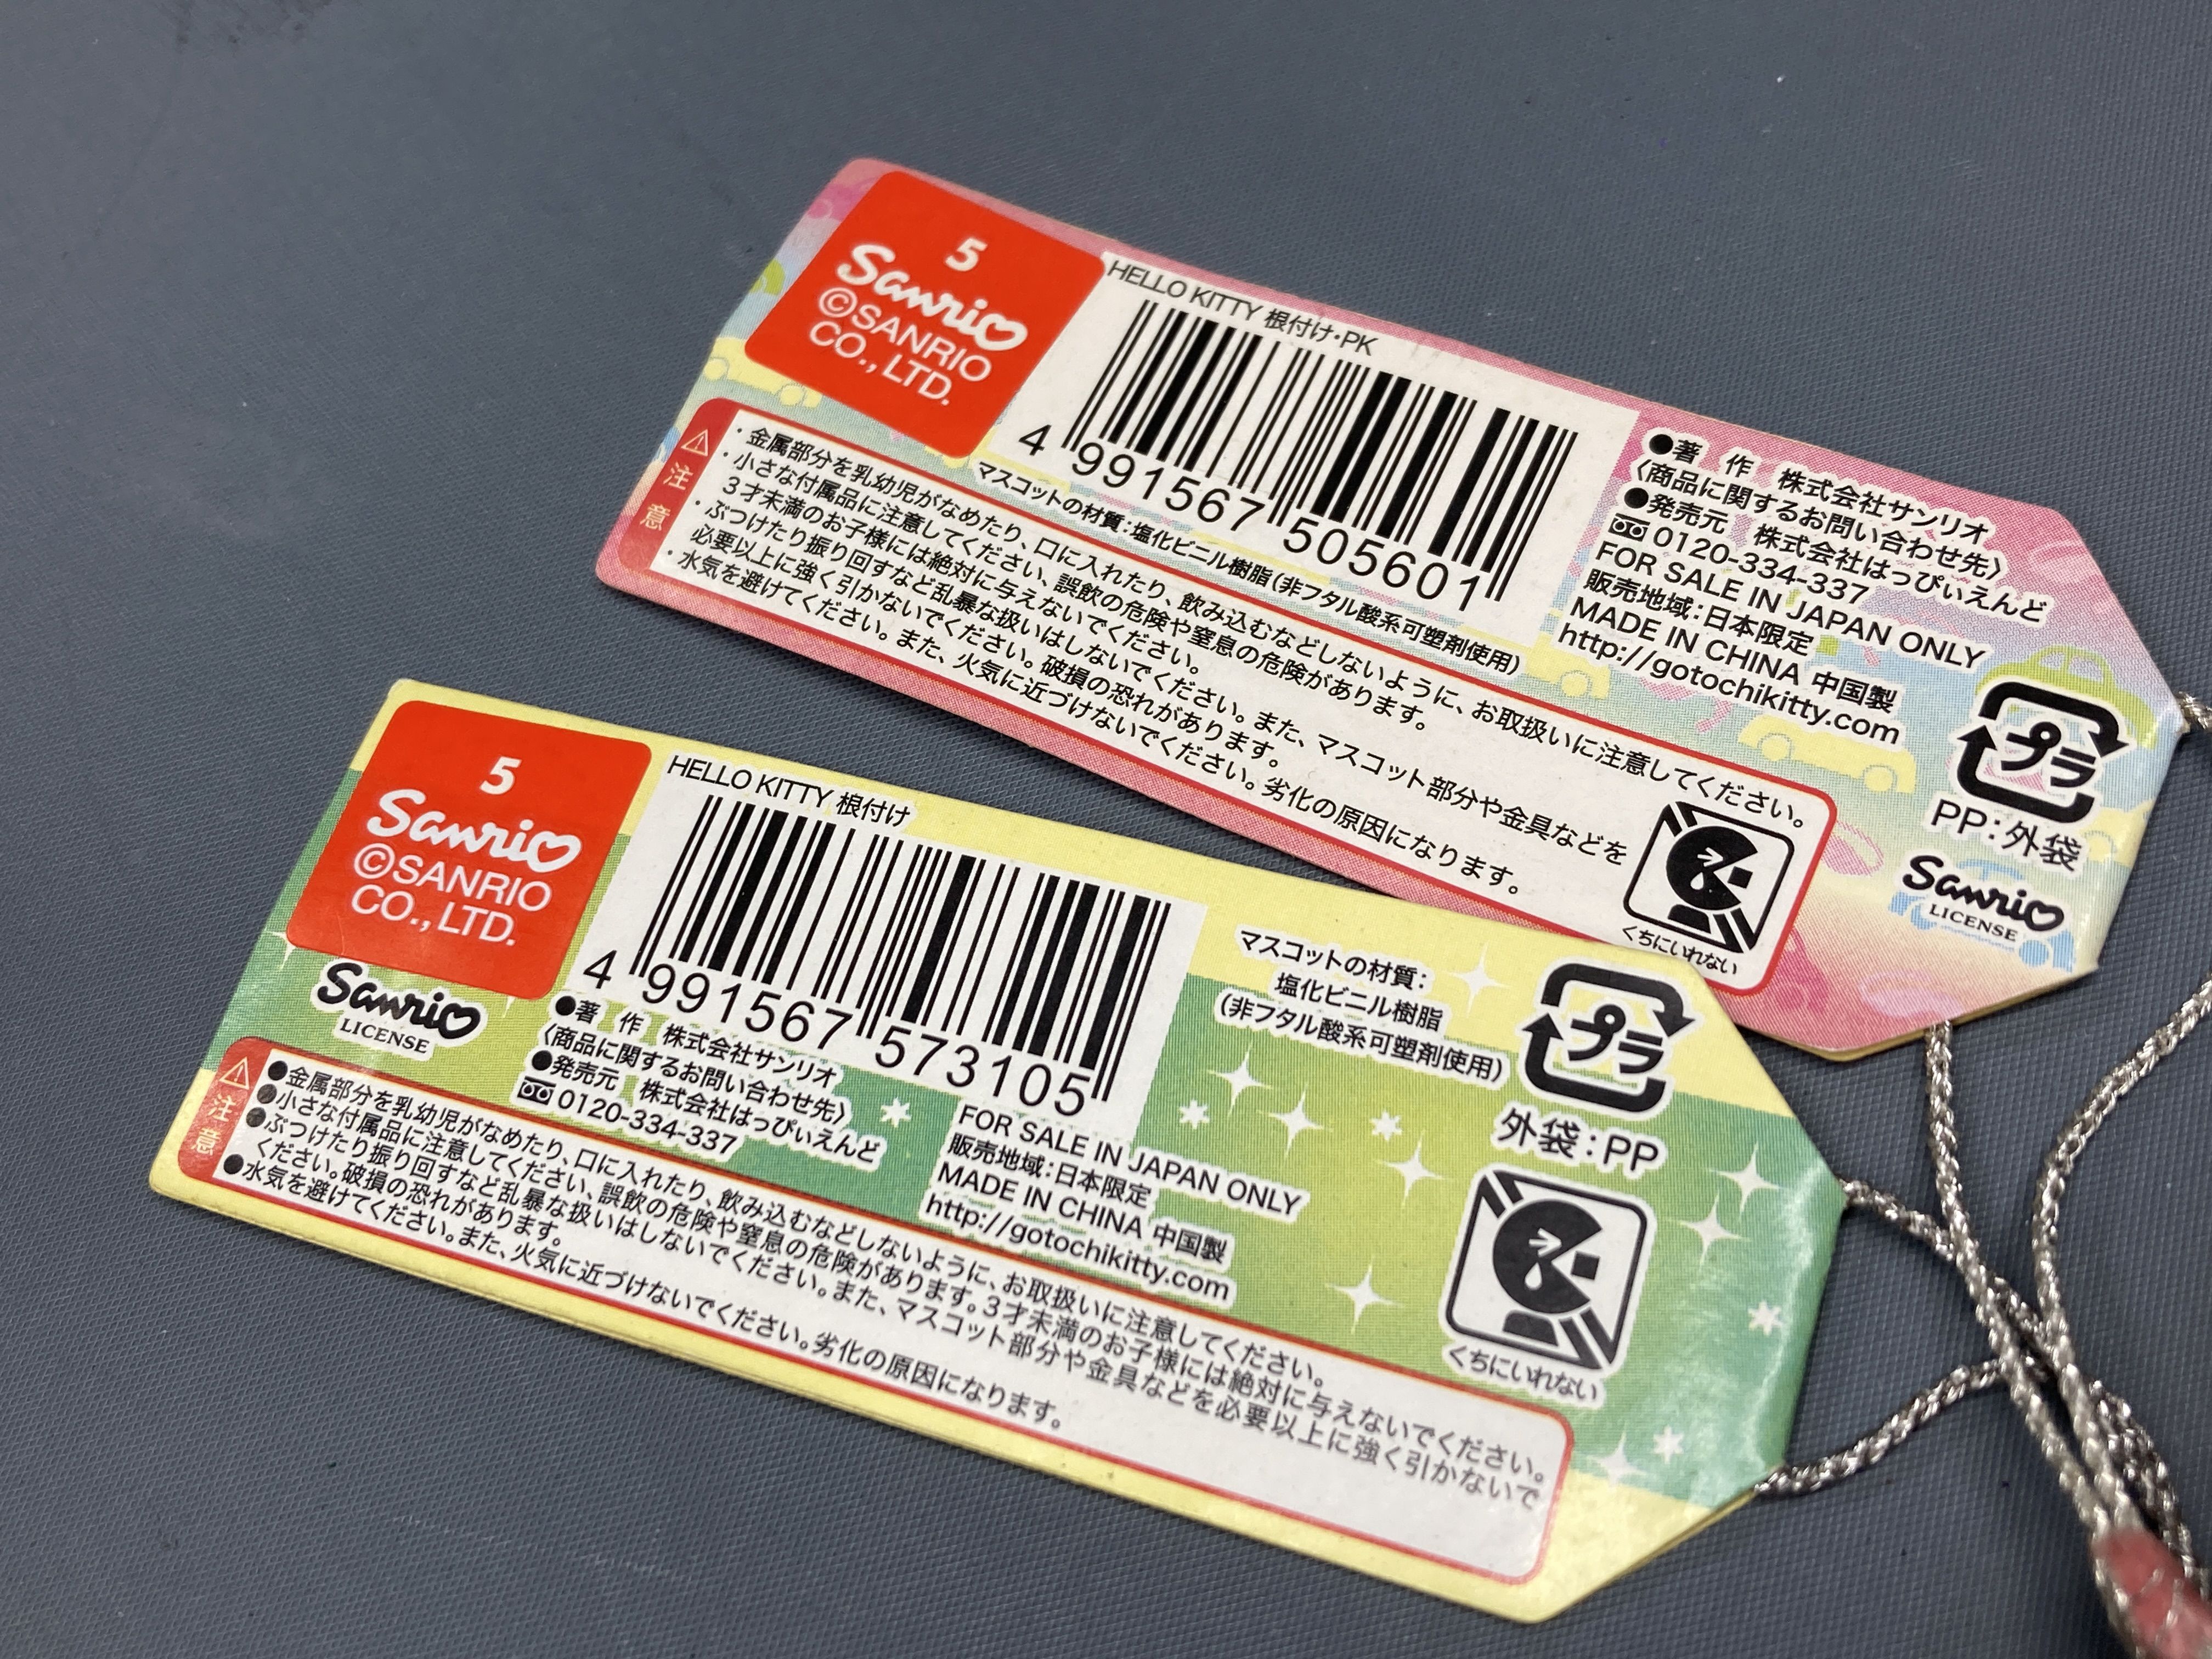 5
Sanrio
©SANRIO
CO., LTD.
HELLO KITTY 根付け・PK
4 991567 505601
マスコットの材質：塩化ビニル樹脂（非フタル酸系可塑剤使用）
●著　作　株式会社サンリオ
〈商品に関するお問い合わせ先〉
●発売元　株式会社はっぴぃえんど
0120-334-337
FOR SALE IN JAPAN ONLY
販売地域：日本限定
MADE IN CHINA 中国製
http://gotochikitty.com
プラ
PP：外袋
Sanrio
LICENSE
注意
・金属部分を乳幼児がなめたり、口に入れたり、飲み込むなどしないように、お取扱いに注意してください。
・小さな付属品に注意してください、誤飲の危険や窒息の危険があります。
3才未満のお子様には絶対に与えないでください。
・ぶつけたり振り回すなど乱暴な扱いはしないでください。また、マスコット部分や金具などを
必要以上に強く引かないでください。破損の恐れがあります。
・水気を避けてください。また、火気に近づけないでください。劣化の原因になります。
くちにいれない
5
Sanrio
©SANRIO
CO., LTD.
Sanrio
LICENSE
HELLO KITTY 根付け
4 991567 573105
●著　作　株式会社サンリオ
〈商品に関するお問い合わせ先〉
●発売元　株式会社はっぴぃえんど
0120-334-337
FOR SALE IN JAPAN ONLY
販売地域：日本限定
MADE IN CHINA 中国製
http://gotochikitty.com
マスコットの材質：
塩化ビニル樹脂
（非フタル酸系可塑剤使用）
プラ
外袋：PP
くちにいれない
注意
●金属部分を乳幼児がなめたり、口に入れたり、飲み込むなどしないように、お取扱いに注意してください。
●小さな付属品に注意してください、誤飲の危険や窒息の危険があります。3才未満のお子様には絶対に与えないでください。
●ぶつけたり振り回すなど乱暴な扱いはしないでください。また、マスコット部分や金具などを必要以上に強く引かないで
ください。破損の恐れがあります。
●水気を避けてください。また、火気に近づけないでください。劣化の原因になります。